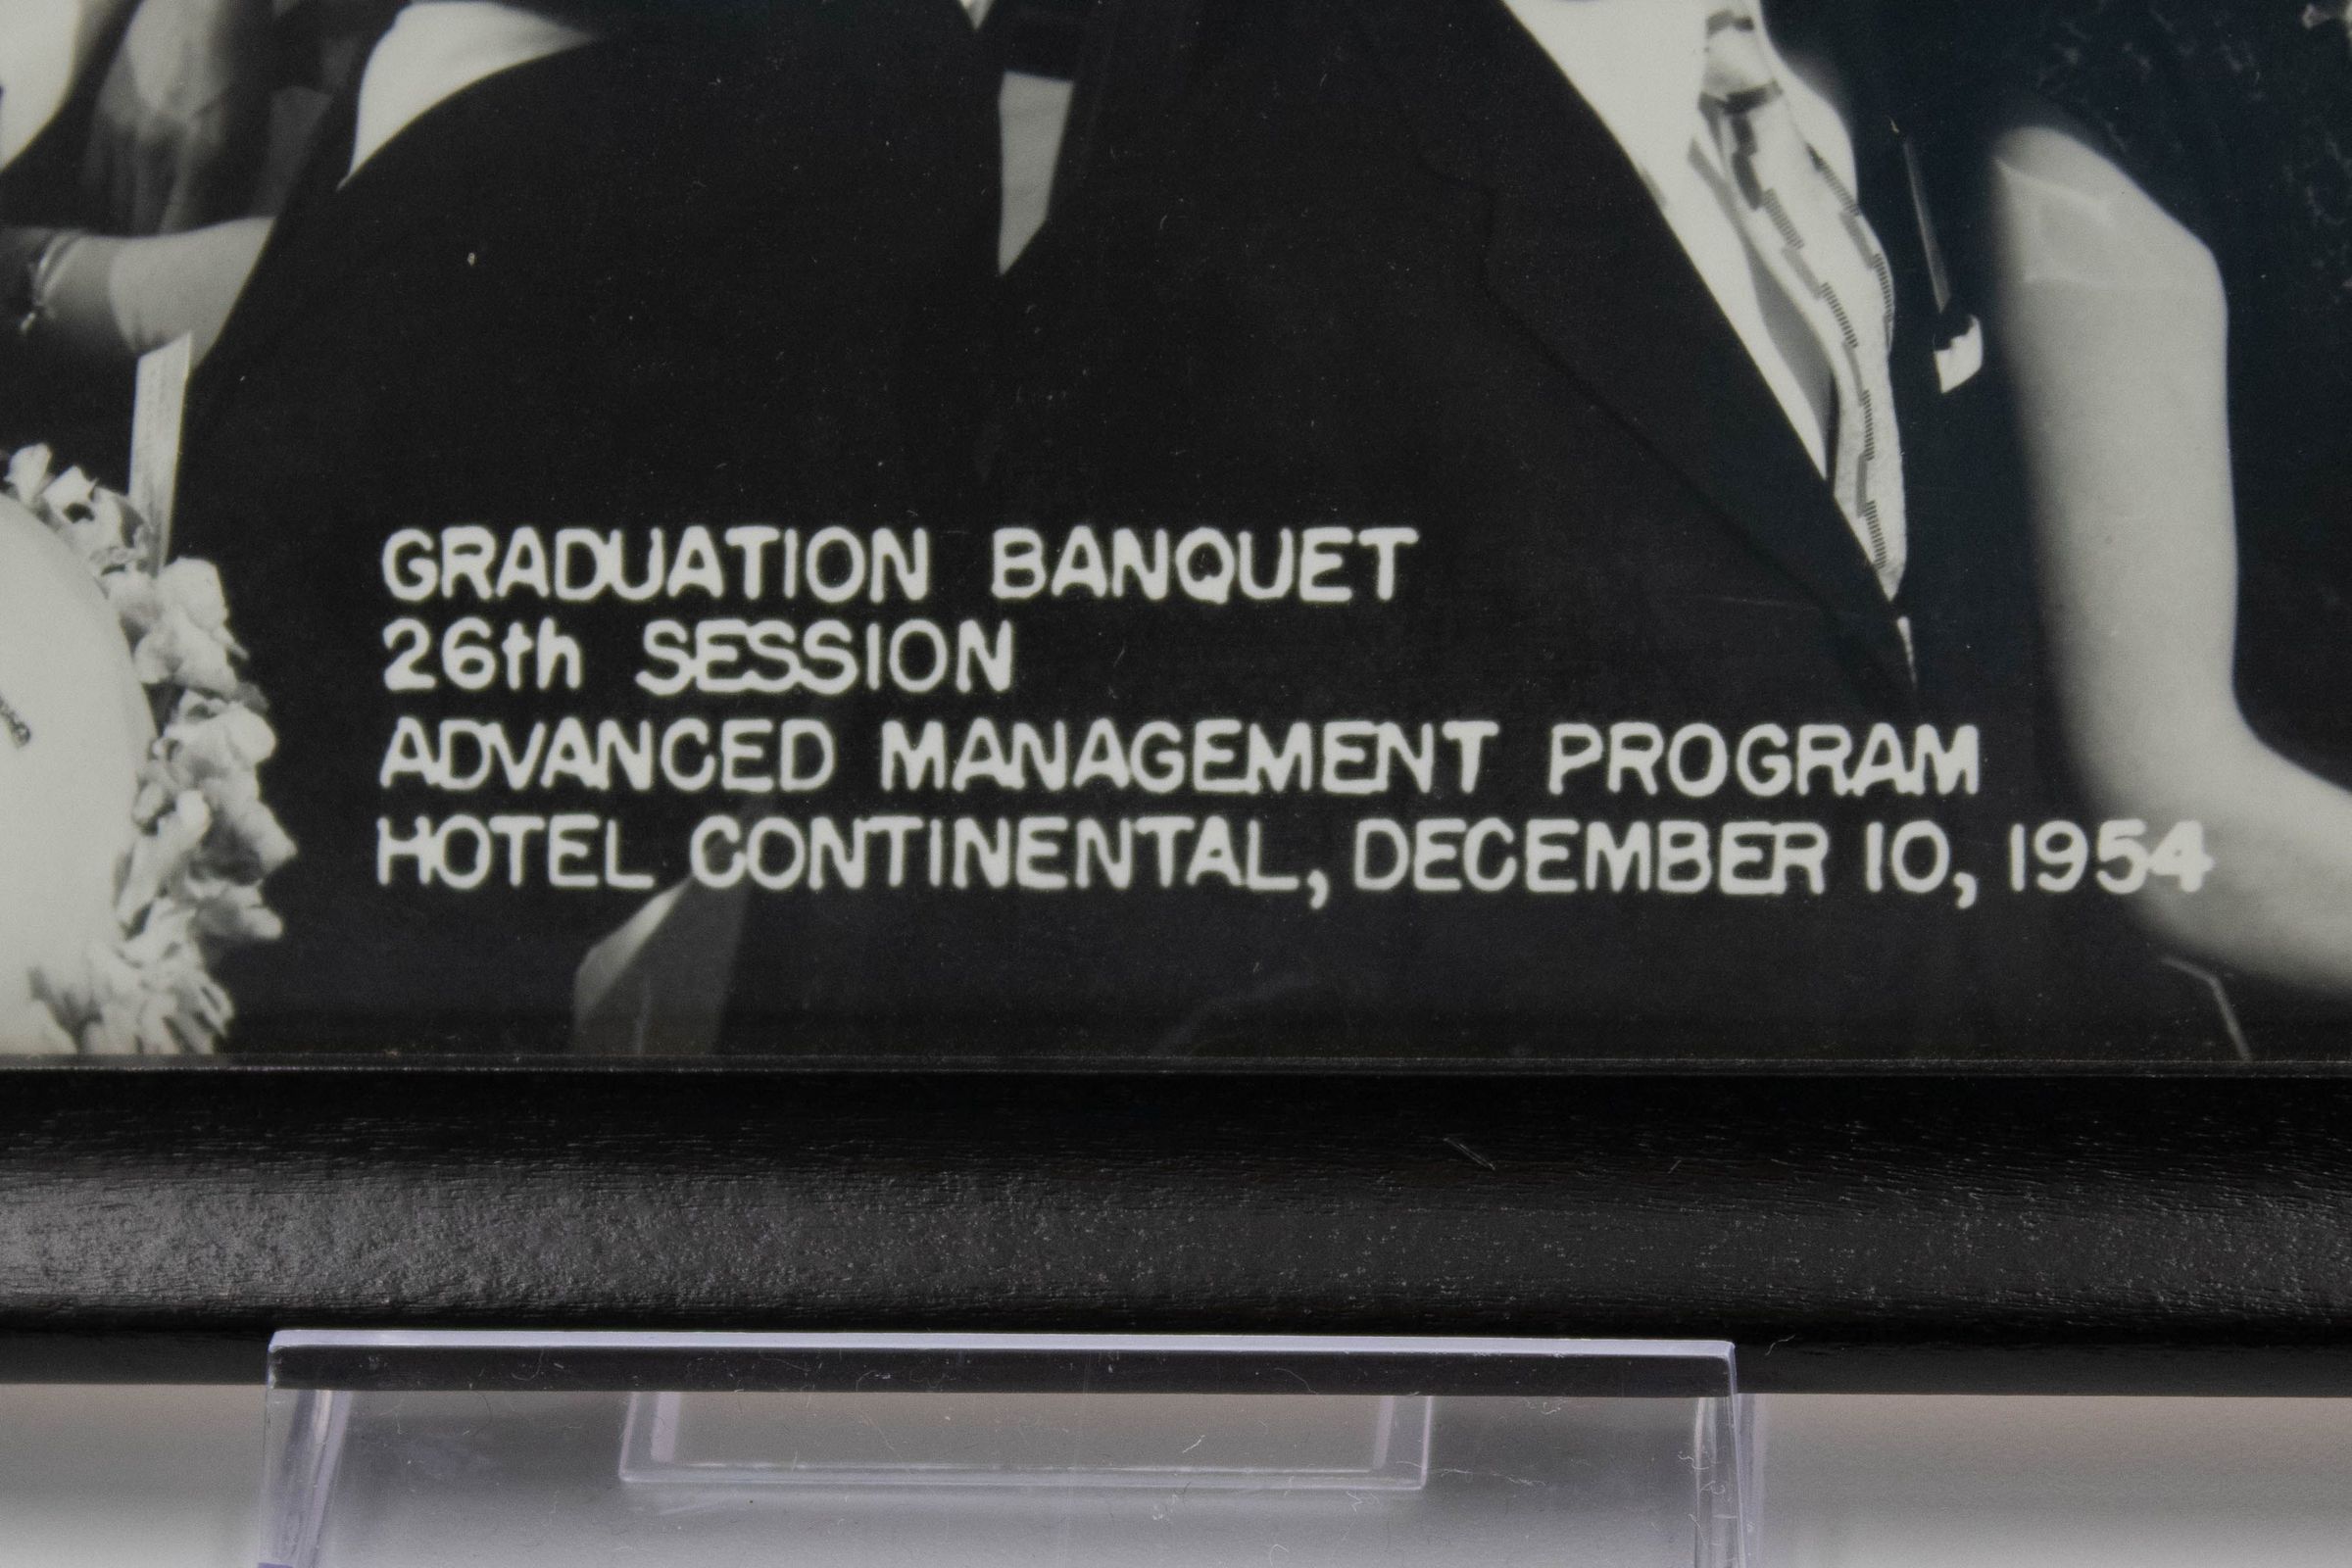 GRADUATION BANQUET
26th SESSION
ADVANCED MANAGEMENT PROGRAM
HOTEL CONTINENTAL, DECEMBER 10, 1954